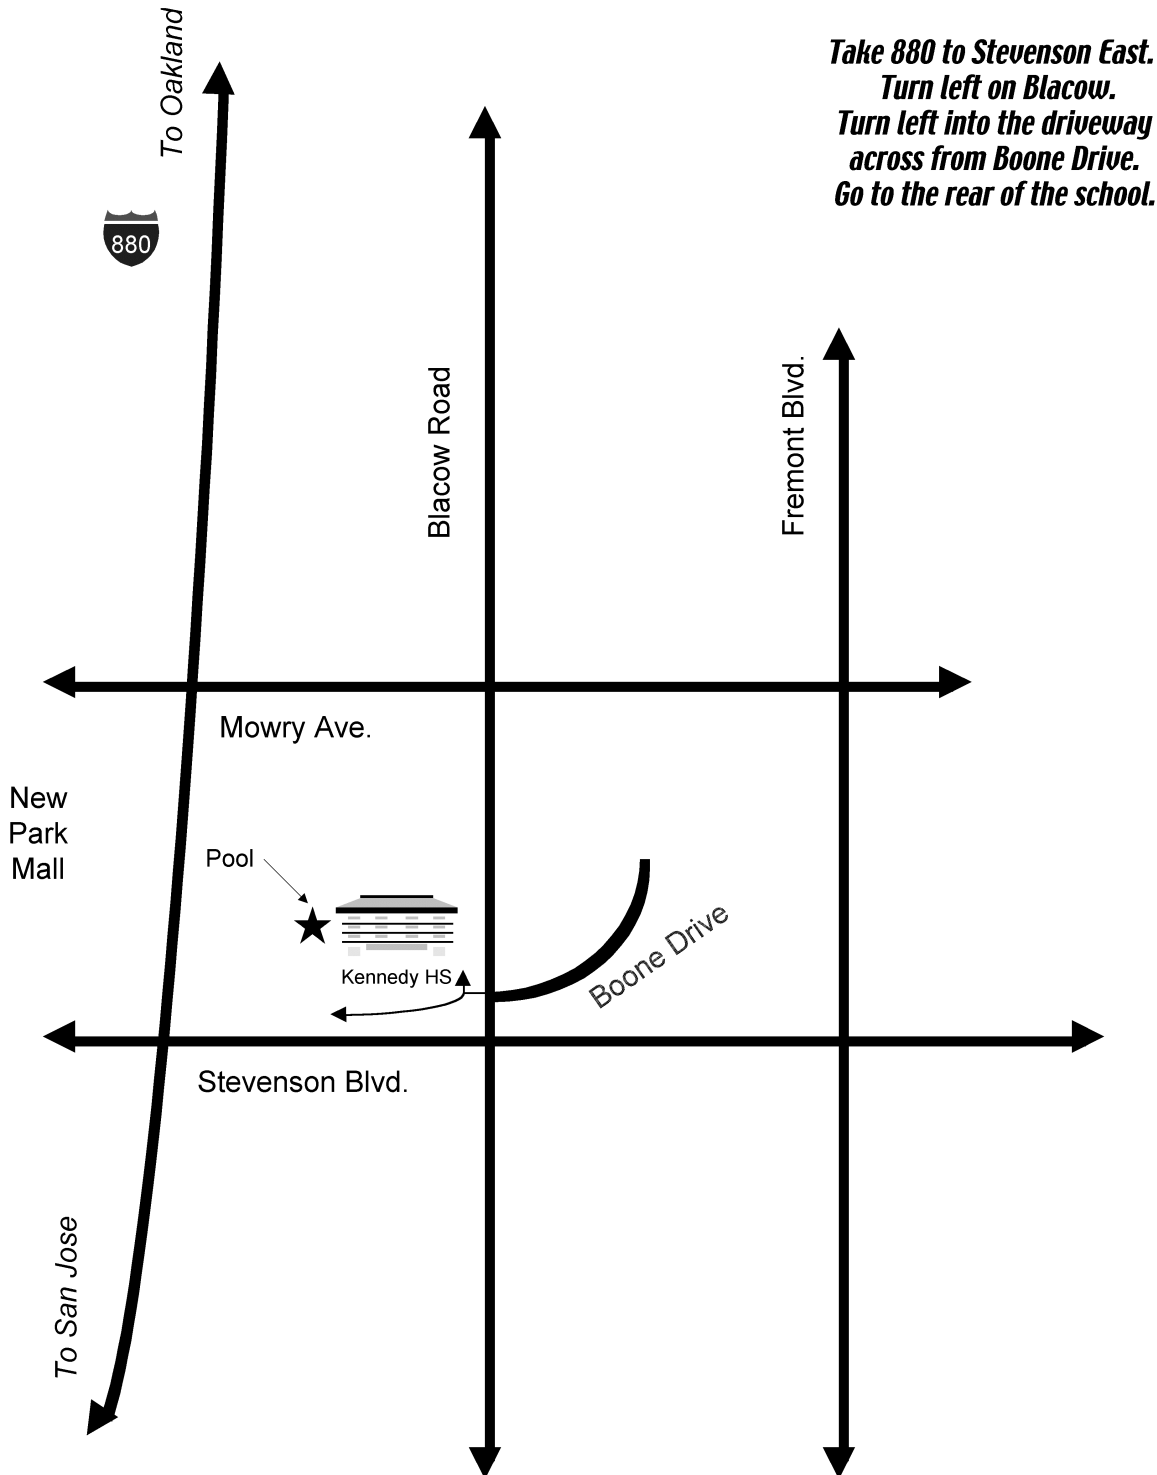 Take 880 to Stevenson East.
Turn left on Blacow.
Turn left into the driveway
across from Boone Drive.
Go to the rear of the school.
To Oakland
880
Blacow Road
Fremont Blvd.
Mowry Ave.
New
Park
Mall
Pool
Boone Drive
Kennedy HS
Stevenson Blvd.
To San Jose